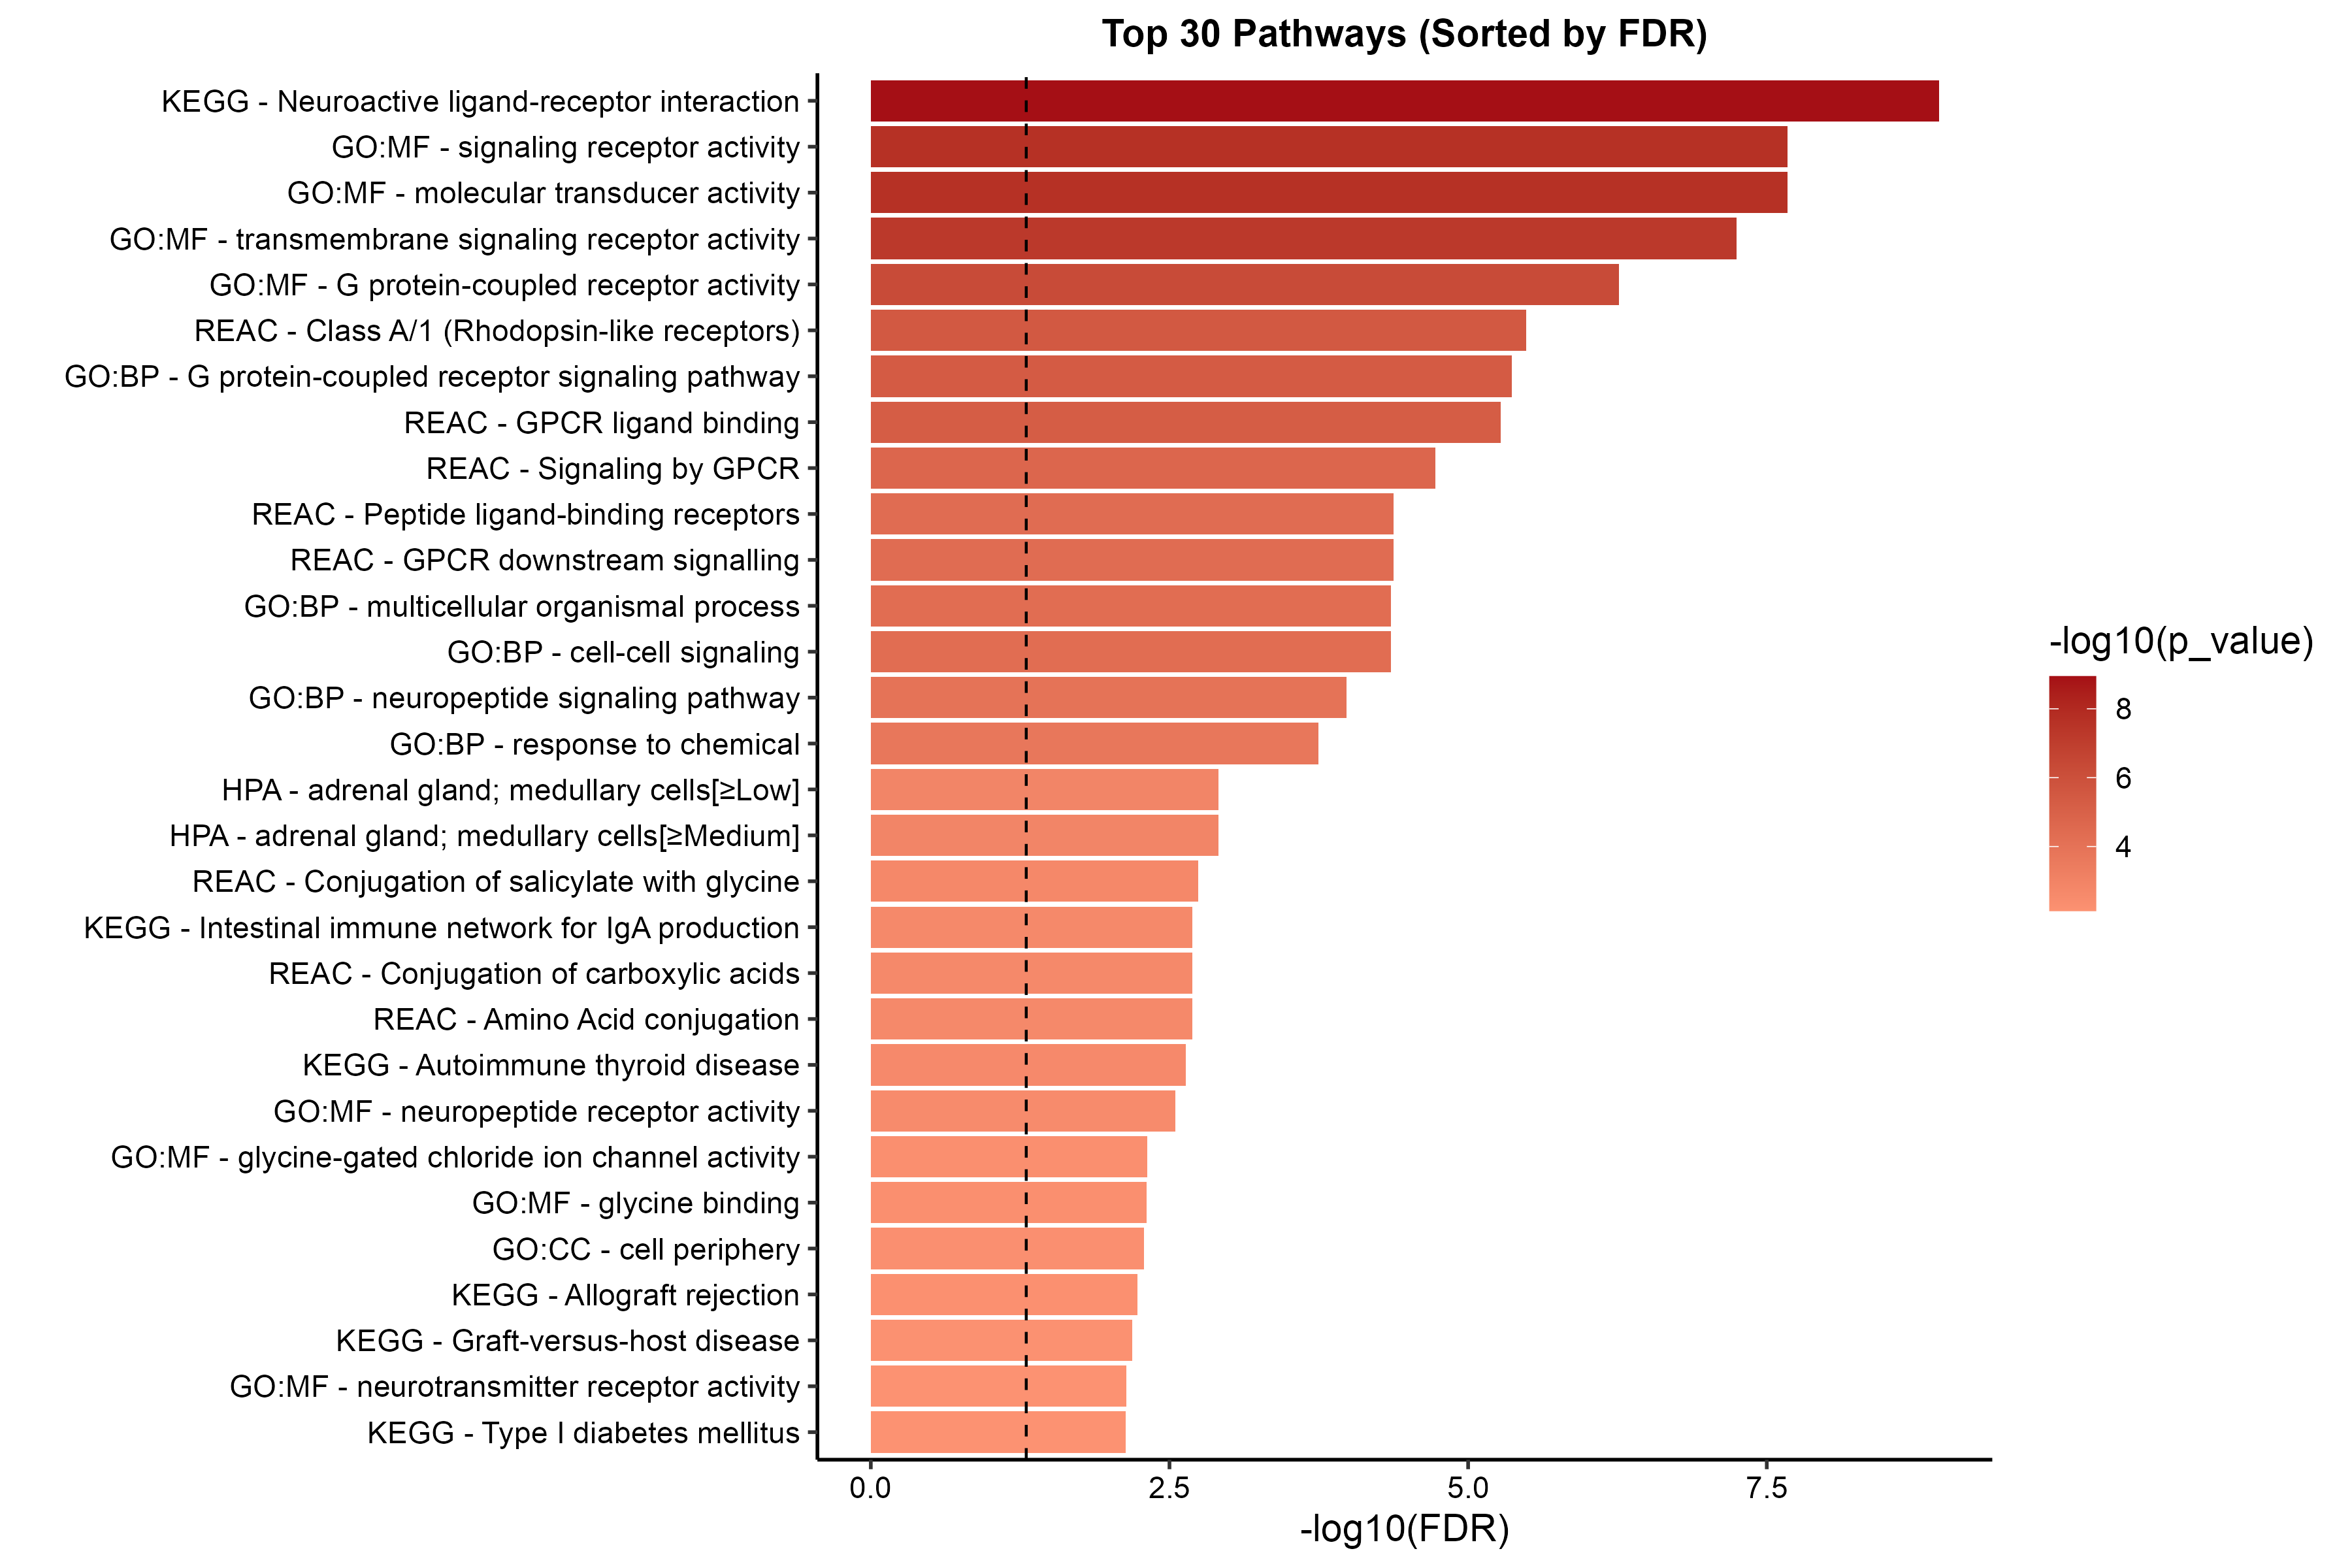 Top 30 Pathways (Sorted by FDR)
KEGG - Neuroactive ligand-receptor interaction
GO:MF - signaling receptor activity
GO:MF - molecular transducer activity
GO:MF - transmembrane signaling receptor activity
GO:MF - G protein-coupled receptor activity
REAC - Class A/1 (Rhodopsin-like receptors)
GO:BP - G protein-coupled receptor signaling pathway
REAC - GPCR ligand binding
REAC - Signaling by GPCR
REAC - Peptide ligand-binding receptors
REAC - GPCR downstream signalling
GO:BP - multicellular organismal process
GO:BP - cell-cell signaling
GO:BP - neuropeptide signaling pathway
GO:BP - response to chemical
HPA - adrenal gland; medullary cells[≥Low]
HPA - adrenal gland; medullary cells[≥Medium]
REAC - Conjugation of salicylate with glycine
KEGG - Intestinal immune network for IgA production
REAC - Conjugation of carboxylic acids
REAC - Amino Acid conjugation
KEGG - Autoimmune thyroid disease
GO:MF - neuropeptide receptor activity
GO:MF - glycine-gated chloride ion channel activity
GO:MF - glycine binding
GO:CC - cell periphery
KEGG - Allograft rejection
KEGG - Graft-versus-host disease
GO:MF - neurotransmitter receptor activity
KEGG - Type I diabetes mellitus
0.0 2.5 5.0 7.5
-log10(FDR)
-log10(p_value)
8
6
4